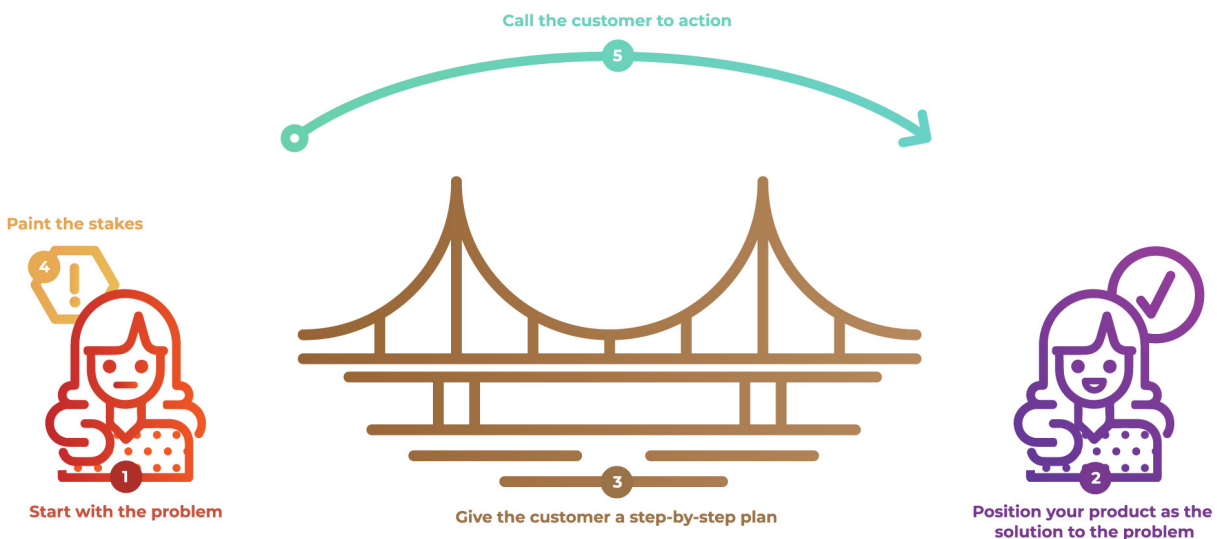 Call the customer to action
5
Paint the stakes
4
1
Start with the problem
3
Give the customer a step-by-step plan
2
Position your product as the
solution to the problem